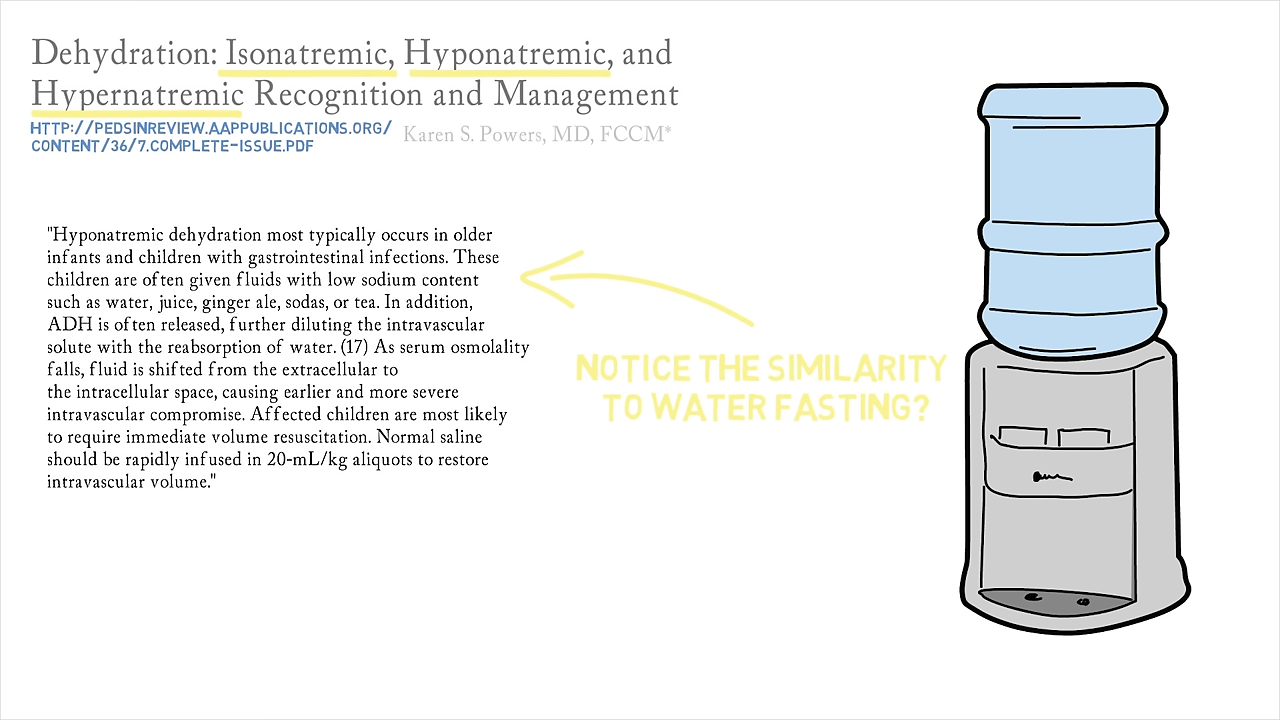 Dehydration: Isonatremic, Hyponatremic, and
Hypernatremic Recognition and Management
HTTP://PEDSINREVIEW.AAPPUBLICATIONS.ORG/
CONTENT/36/7.COMPLETE-ISSUE.PDF
Karen S. Powers, MD, FCCM*
"Hyponatremic dehydration most typically occurs in older
infants and children with gastrointestinal infections. These
children are often given fluids with low sodium content
such as water, juice, ginger ale, sodas, or tea. In addition,
ADH is often released, further diluting the intravascular
solute with the reabsorption of water. (17) As serum osmolality
falls, fluid is shifted from the extracellular to
the intracellular space, causing earlier and more severe
intravascular compromise. Affected children are most likely
to require immediate volume resuscitation. Normal saline
should be rapidly infused in 20-mL/kg aliquots to restore
intravascular volume."
NOTICE THE SIMILARITY
TO WATER FASTING?